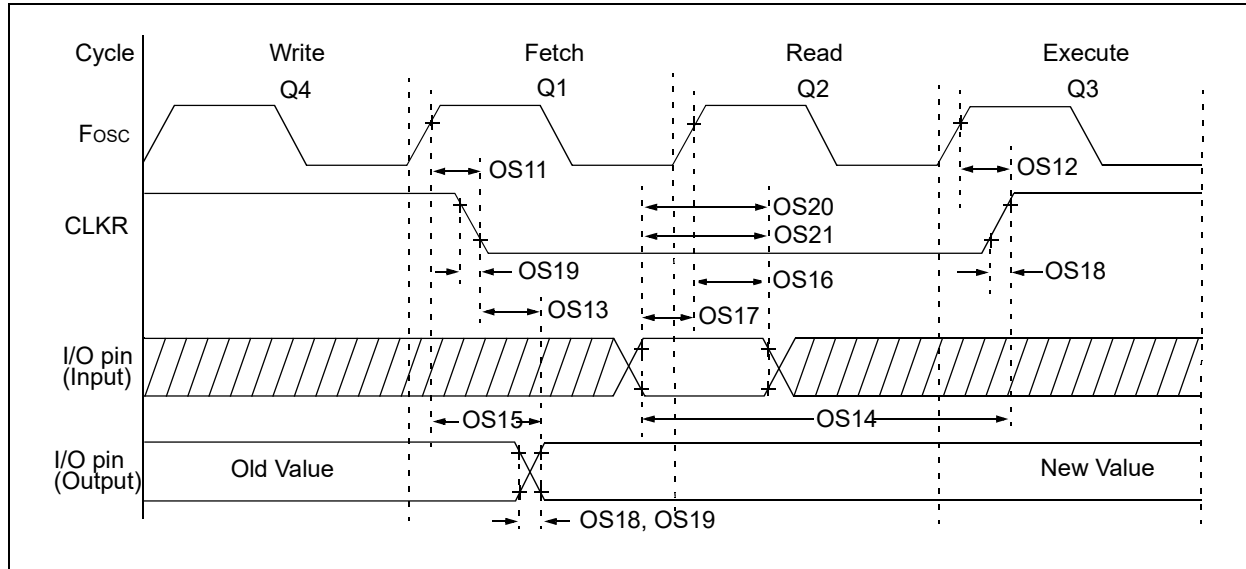 Cycle Write Fetch Read Execute
Q4 Q1 Q2 Q3
FOSC
OS11 OS12
CLKR
OS20
OS21
OS19 OS16 OS18
OS13 OS17
I/O pin
(Input)
OS15 OS14
I/O pin
(Output)
Old Value New Value
OS18, OS19